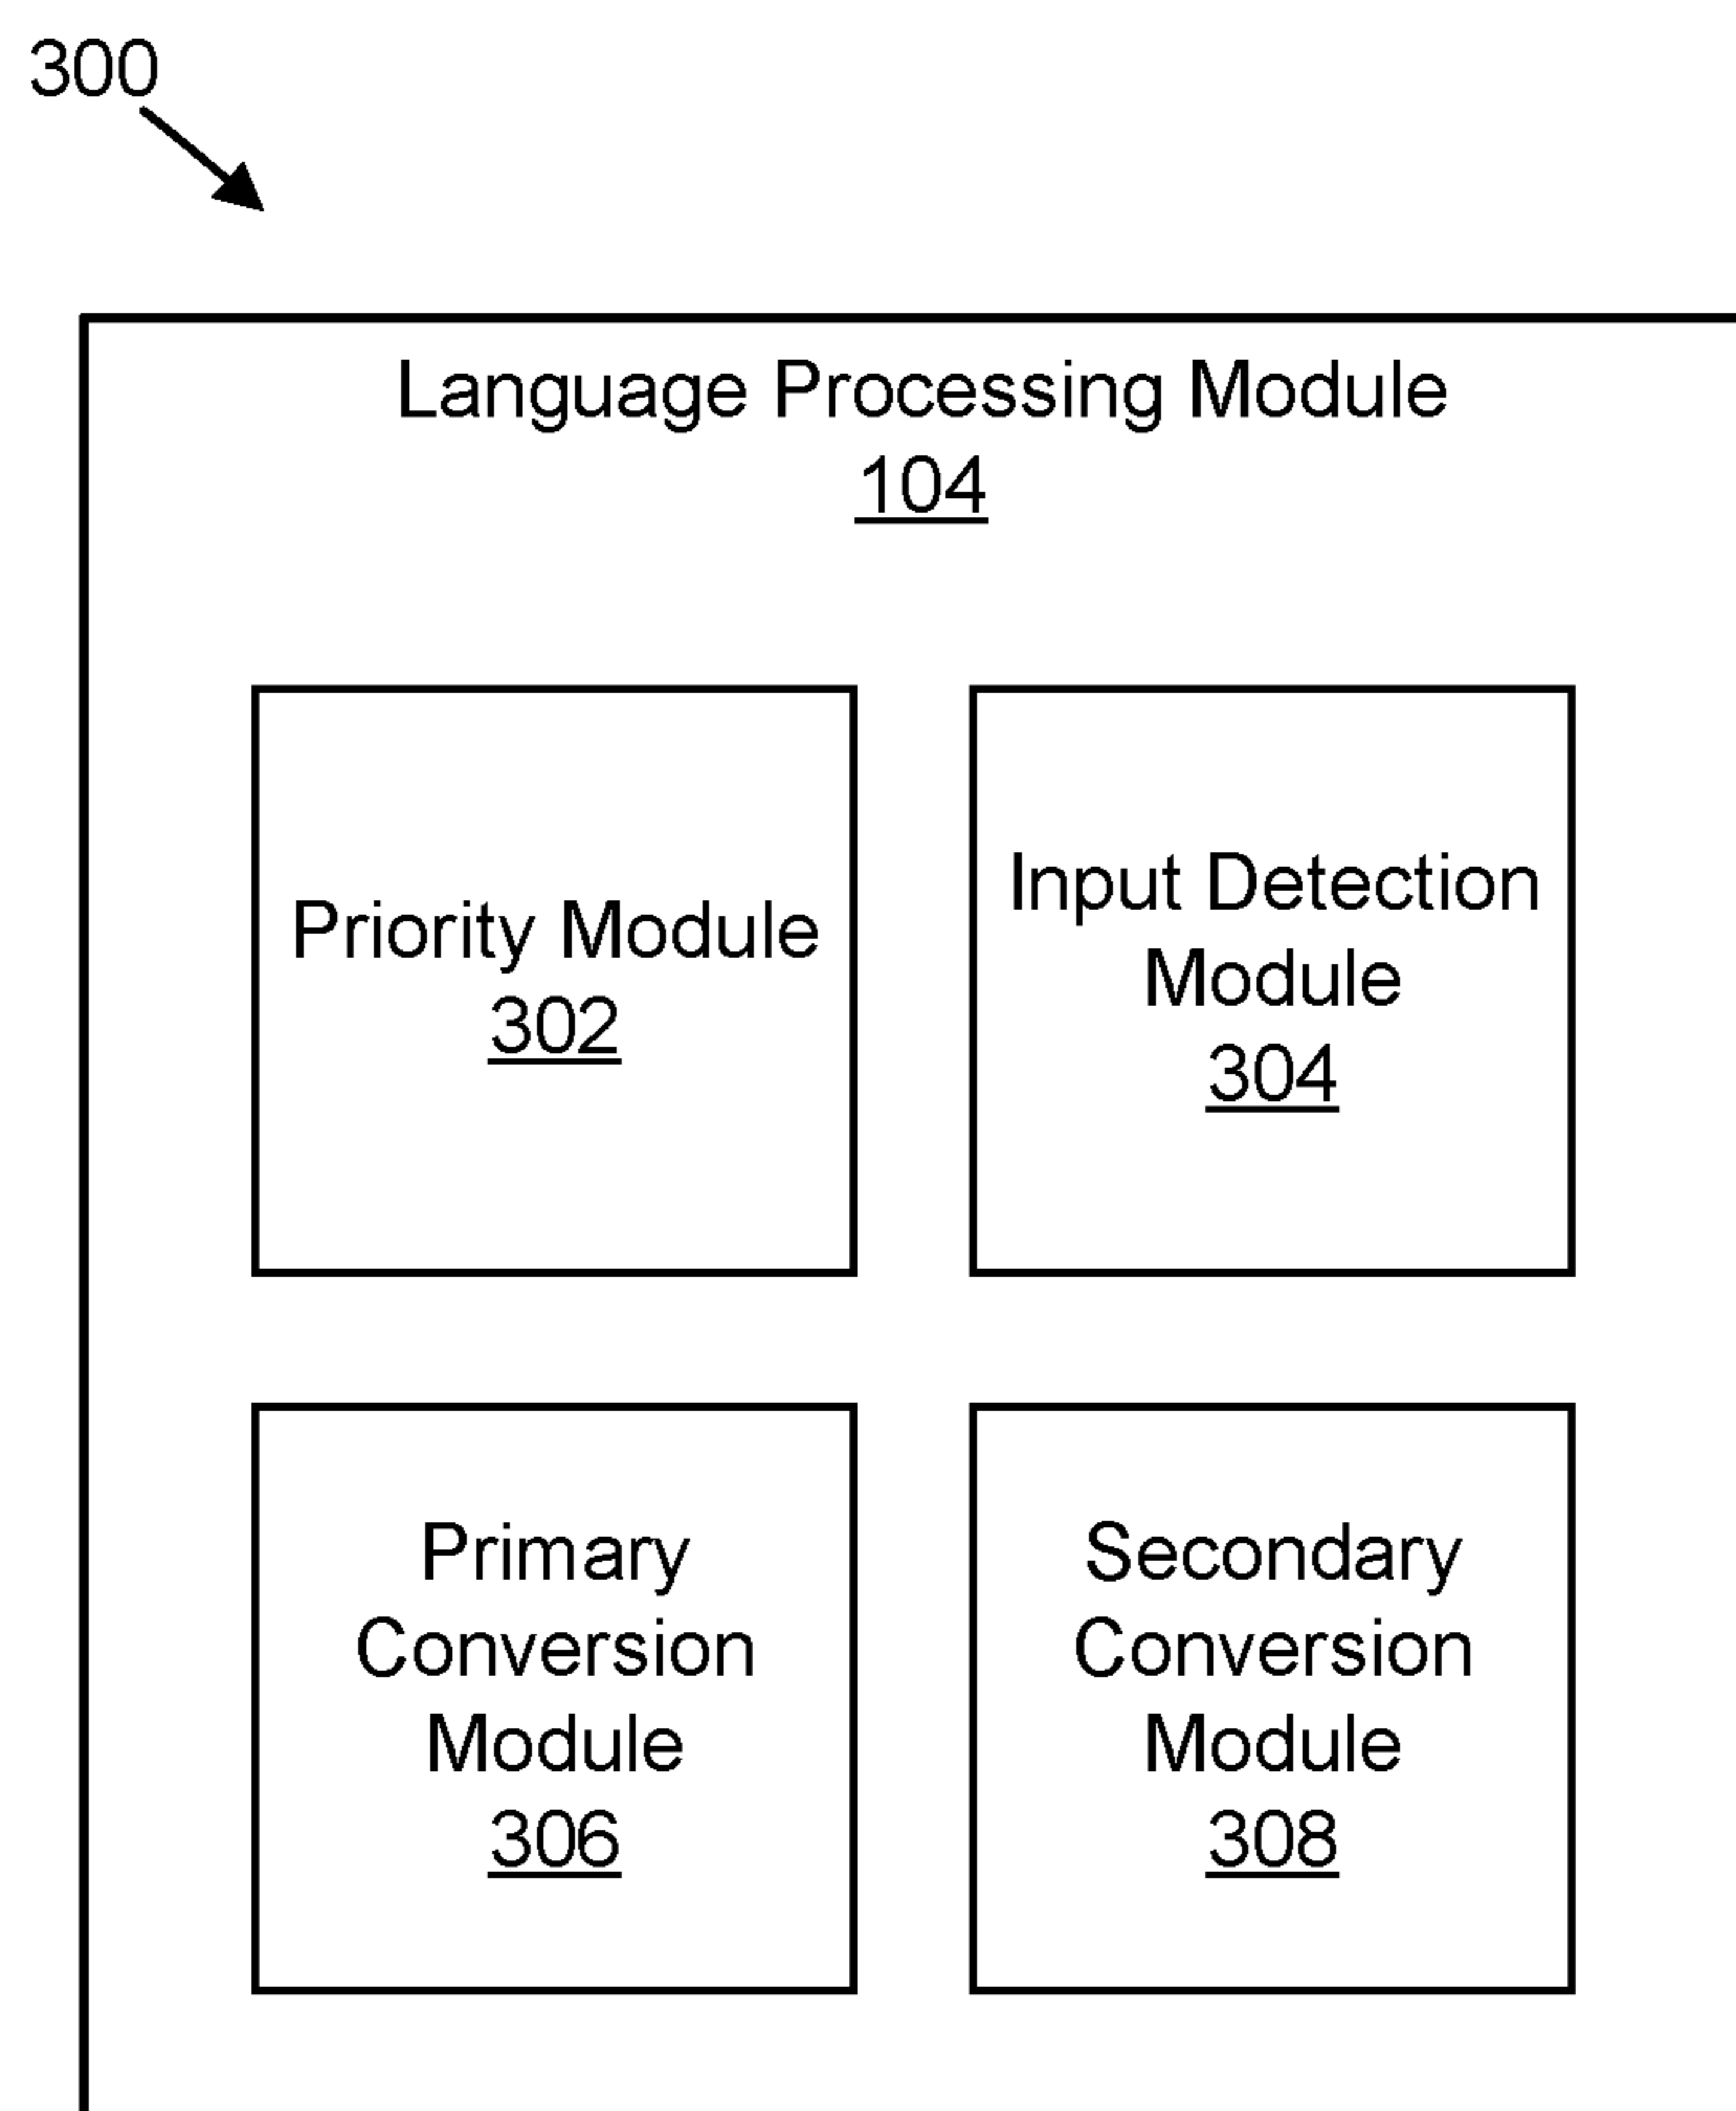 300
Language Processing Module
104
Priority Module
302
Input Detection
Module
304
Primary
Conversion
Module
306
Secondary
Conversion
Module
308